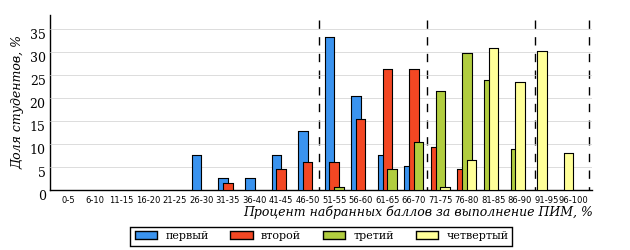 Доля студентов, %
35
30
25
20
15
10
5
0
0-5 6-10 11-15 16-20 21-25 26-30 31-35 36-40 41-45 46-50 51-55 56-60 61-65 66-70 71-75 76-80 81-85 86-90 91-95 96-100
Процент набранных баллов за выполнение ПИМ, %
первый второй третий четвертый